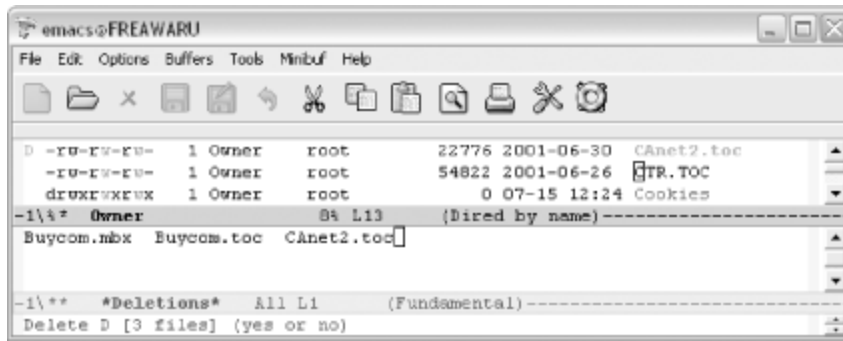 emacs@FREAWARU
File Edit Options Buffers Tools Minibuf Help
D -rw-rw-rw- 1 Owner root 22776 2001-06-30 CAnet2.toc
-rw-rw-rw- 1 Owner root 54822 2001-06-26 CTR.TOC
drwxrwxrwx 1 Owner root 0 07-15 12:24 Cookies
-1\%* Owner 8% L13 (Dired by name)---------------------
Buycom.mbx Buycom.toc CAnet2.toc
-1\** *Deletions* All L1 (Fundamental)----------------------------
Delete D [3 files] (yes or no)